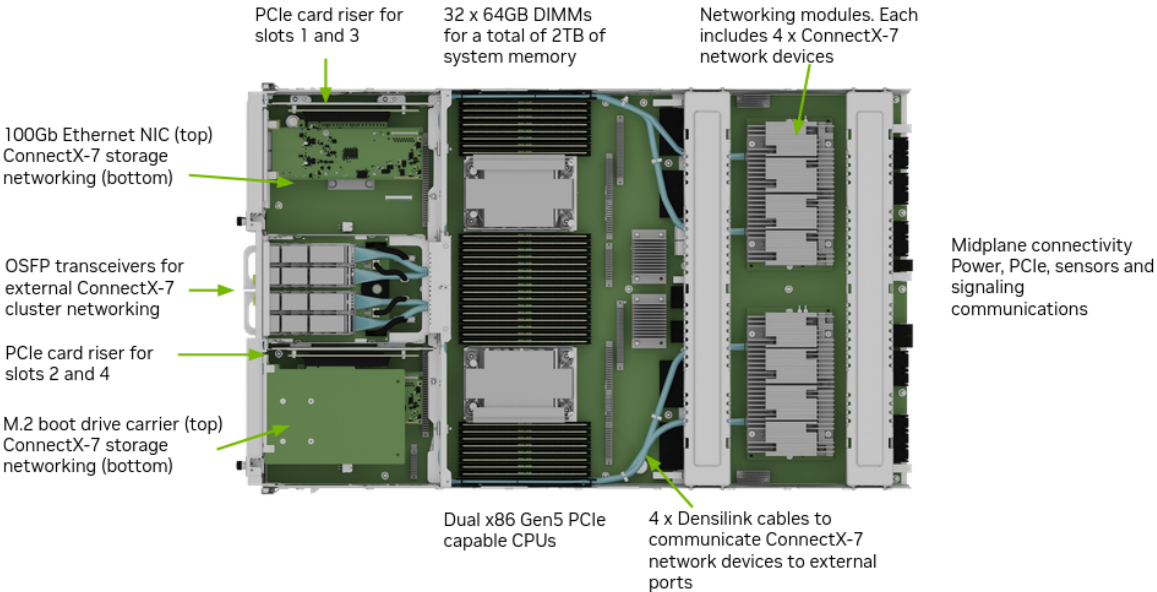 PCIe card riser for
slots 1 and 3
32 x 64GB DIMMs
for a total of 2TB of
system memory
Networking modules. Each
includes 4 x ConnectX-7
network devices
100Gb Ethernet NIC (top)
ConnectX-7 storage
networking (bottom)
OSFP transceivers for
external ConnectX-7
cluster networking
Midplane connectivity
Power, PCIe, sensors and
signaling
communications
PCIe card riser for
slots 2 and 4
M.2 boot drive carrier (top)
ConnectX-7 storage
networking (bottom)
Dual x86 Gen5 PCIe
capable CPUs
4 x Densilink cables to
communicate ConnectX-7
network devices to external
ports